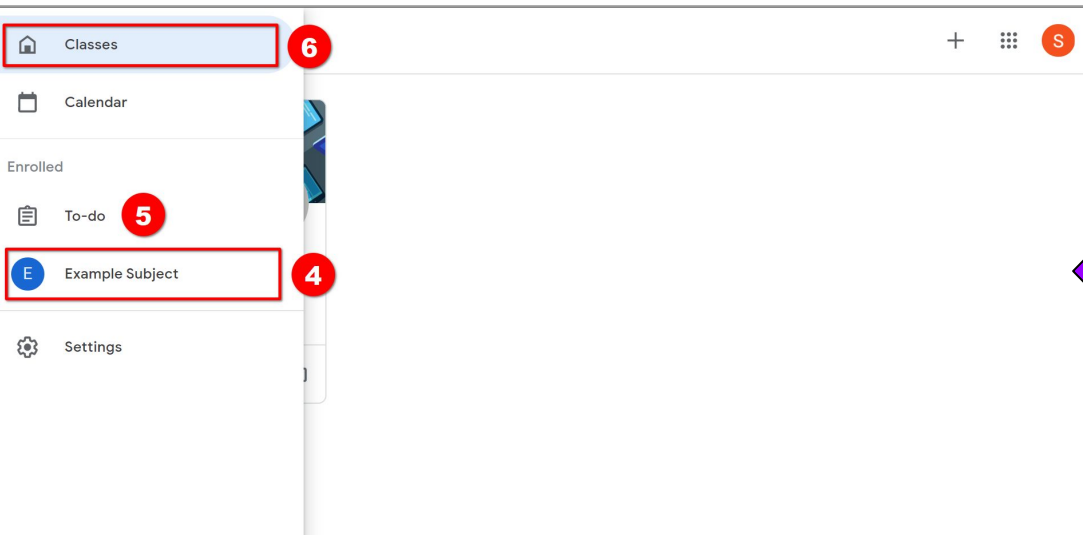 Classes
6
S
Calendar
Enrolled
To-do
5
E
Example Subject
4
Settings